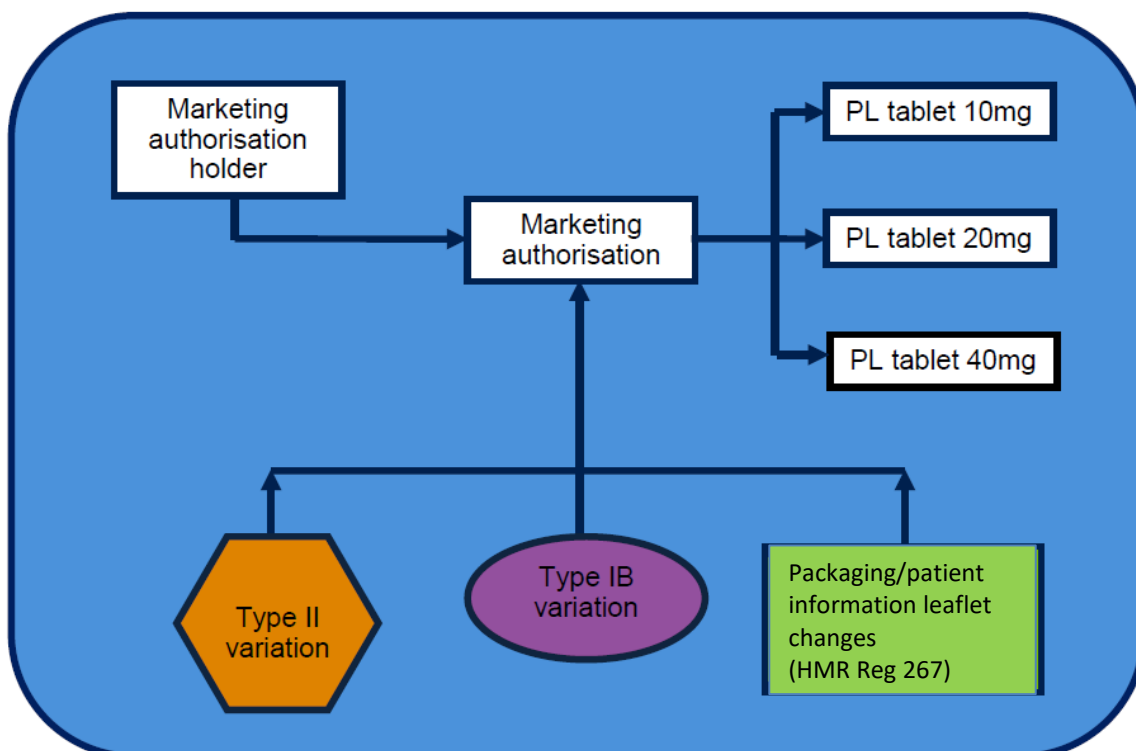 Marketing
authorisation
holder
Marketing
authorisation
PL tablet 10mg
PL tablet 20mg
PL tablet 40mg
Type II
variation
Type IB
variation
Packaging/patient
information leaflet
changes
(HMR Reg 267)